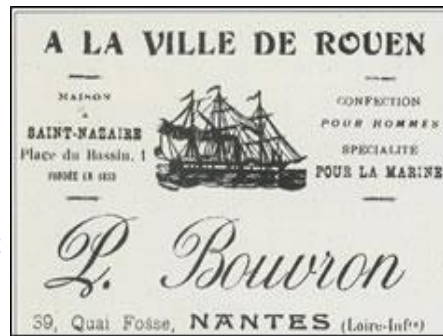 A LA VILLE DE ROUEN
MAISON
à
SAINT-NAZAIRE
Place du Bassin, 1
FONDÉE EN 1853
CONFECTION
POUR HOMMES
SPECIALITE
POUR LA MARINE
P. Bouvron
39, Quai Fosse, NANTES (Loire-Infre)